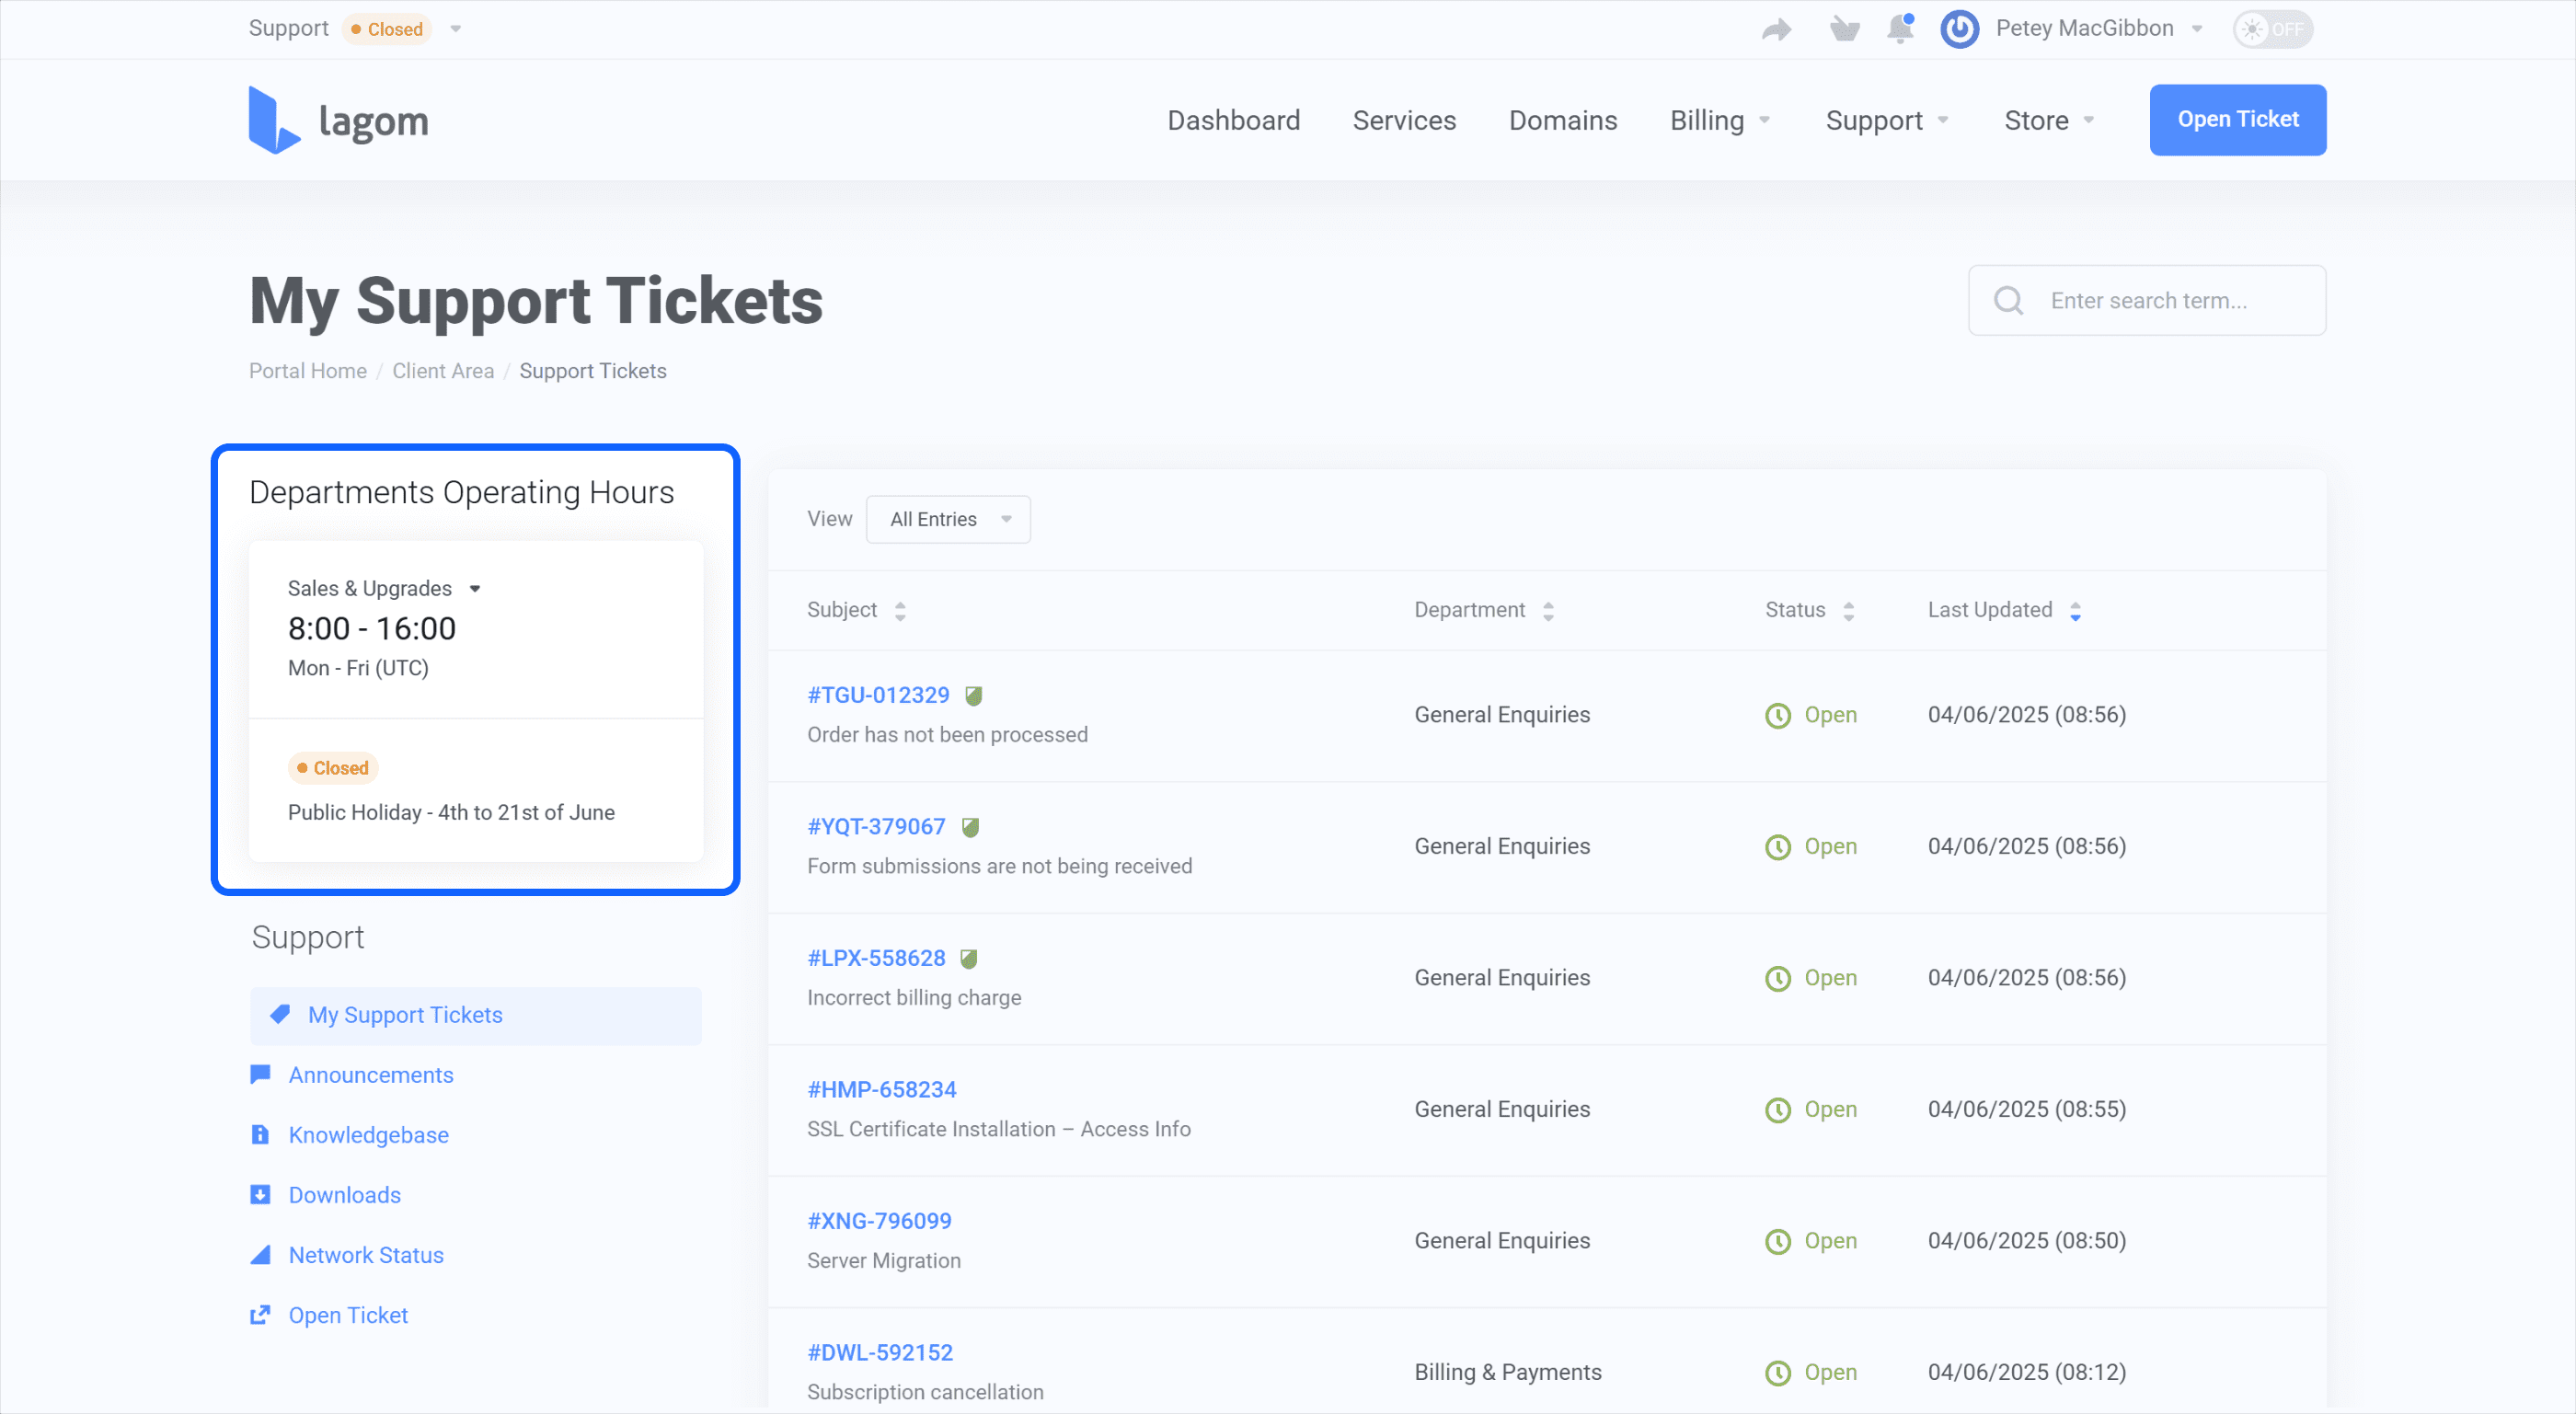 Support Closed Petey MacGibbon OFF
lagom Dashboard Services Domains Billing Support Store Open Ticket
My Support Tickets
Enter search term...
Portal Home / Client Area / Support Tickets
Departments Operating Hours
Sales & Upgrades
8:00 - 16:00
Mon - Fri (UTC)
Closed
Public Holiday - 4th to 21st of June
Support
My Support Tickets
Announcements
Knowledgebase
Downloads
Network Status
Open Ticket
View All Entries
Subject Department Status Last Updated
#TGU-012329
Order has not been processed
General Enquiries Open 04/06/2025 (08:56)
#YQT-379067
Form submissions are not being received
General Enquiries Open 04/06/2025 (08:56)
#LPX-558628
Incorrect billing charge
General Enquiries Open 04/06/2025 (08:56)
#HMP-658234
SSL Certificate Installation – Access Info
General Enquiries Open 04/06/2025 (08:55)
#XNG-796099
Server Migration
General Enquiries Open 04/06/2025 (08:50)
#DWL-592152
Subscription cancellation
Billing & Payments Open 04/06/2025 (08:12)